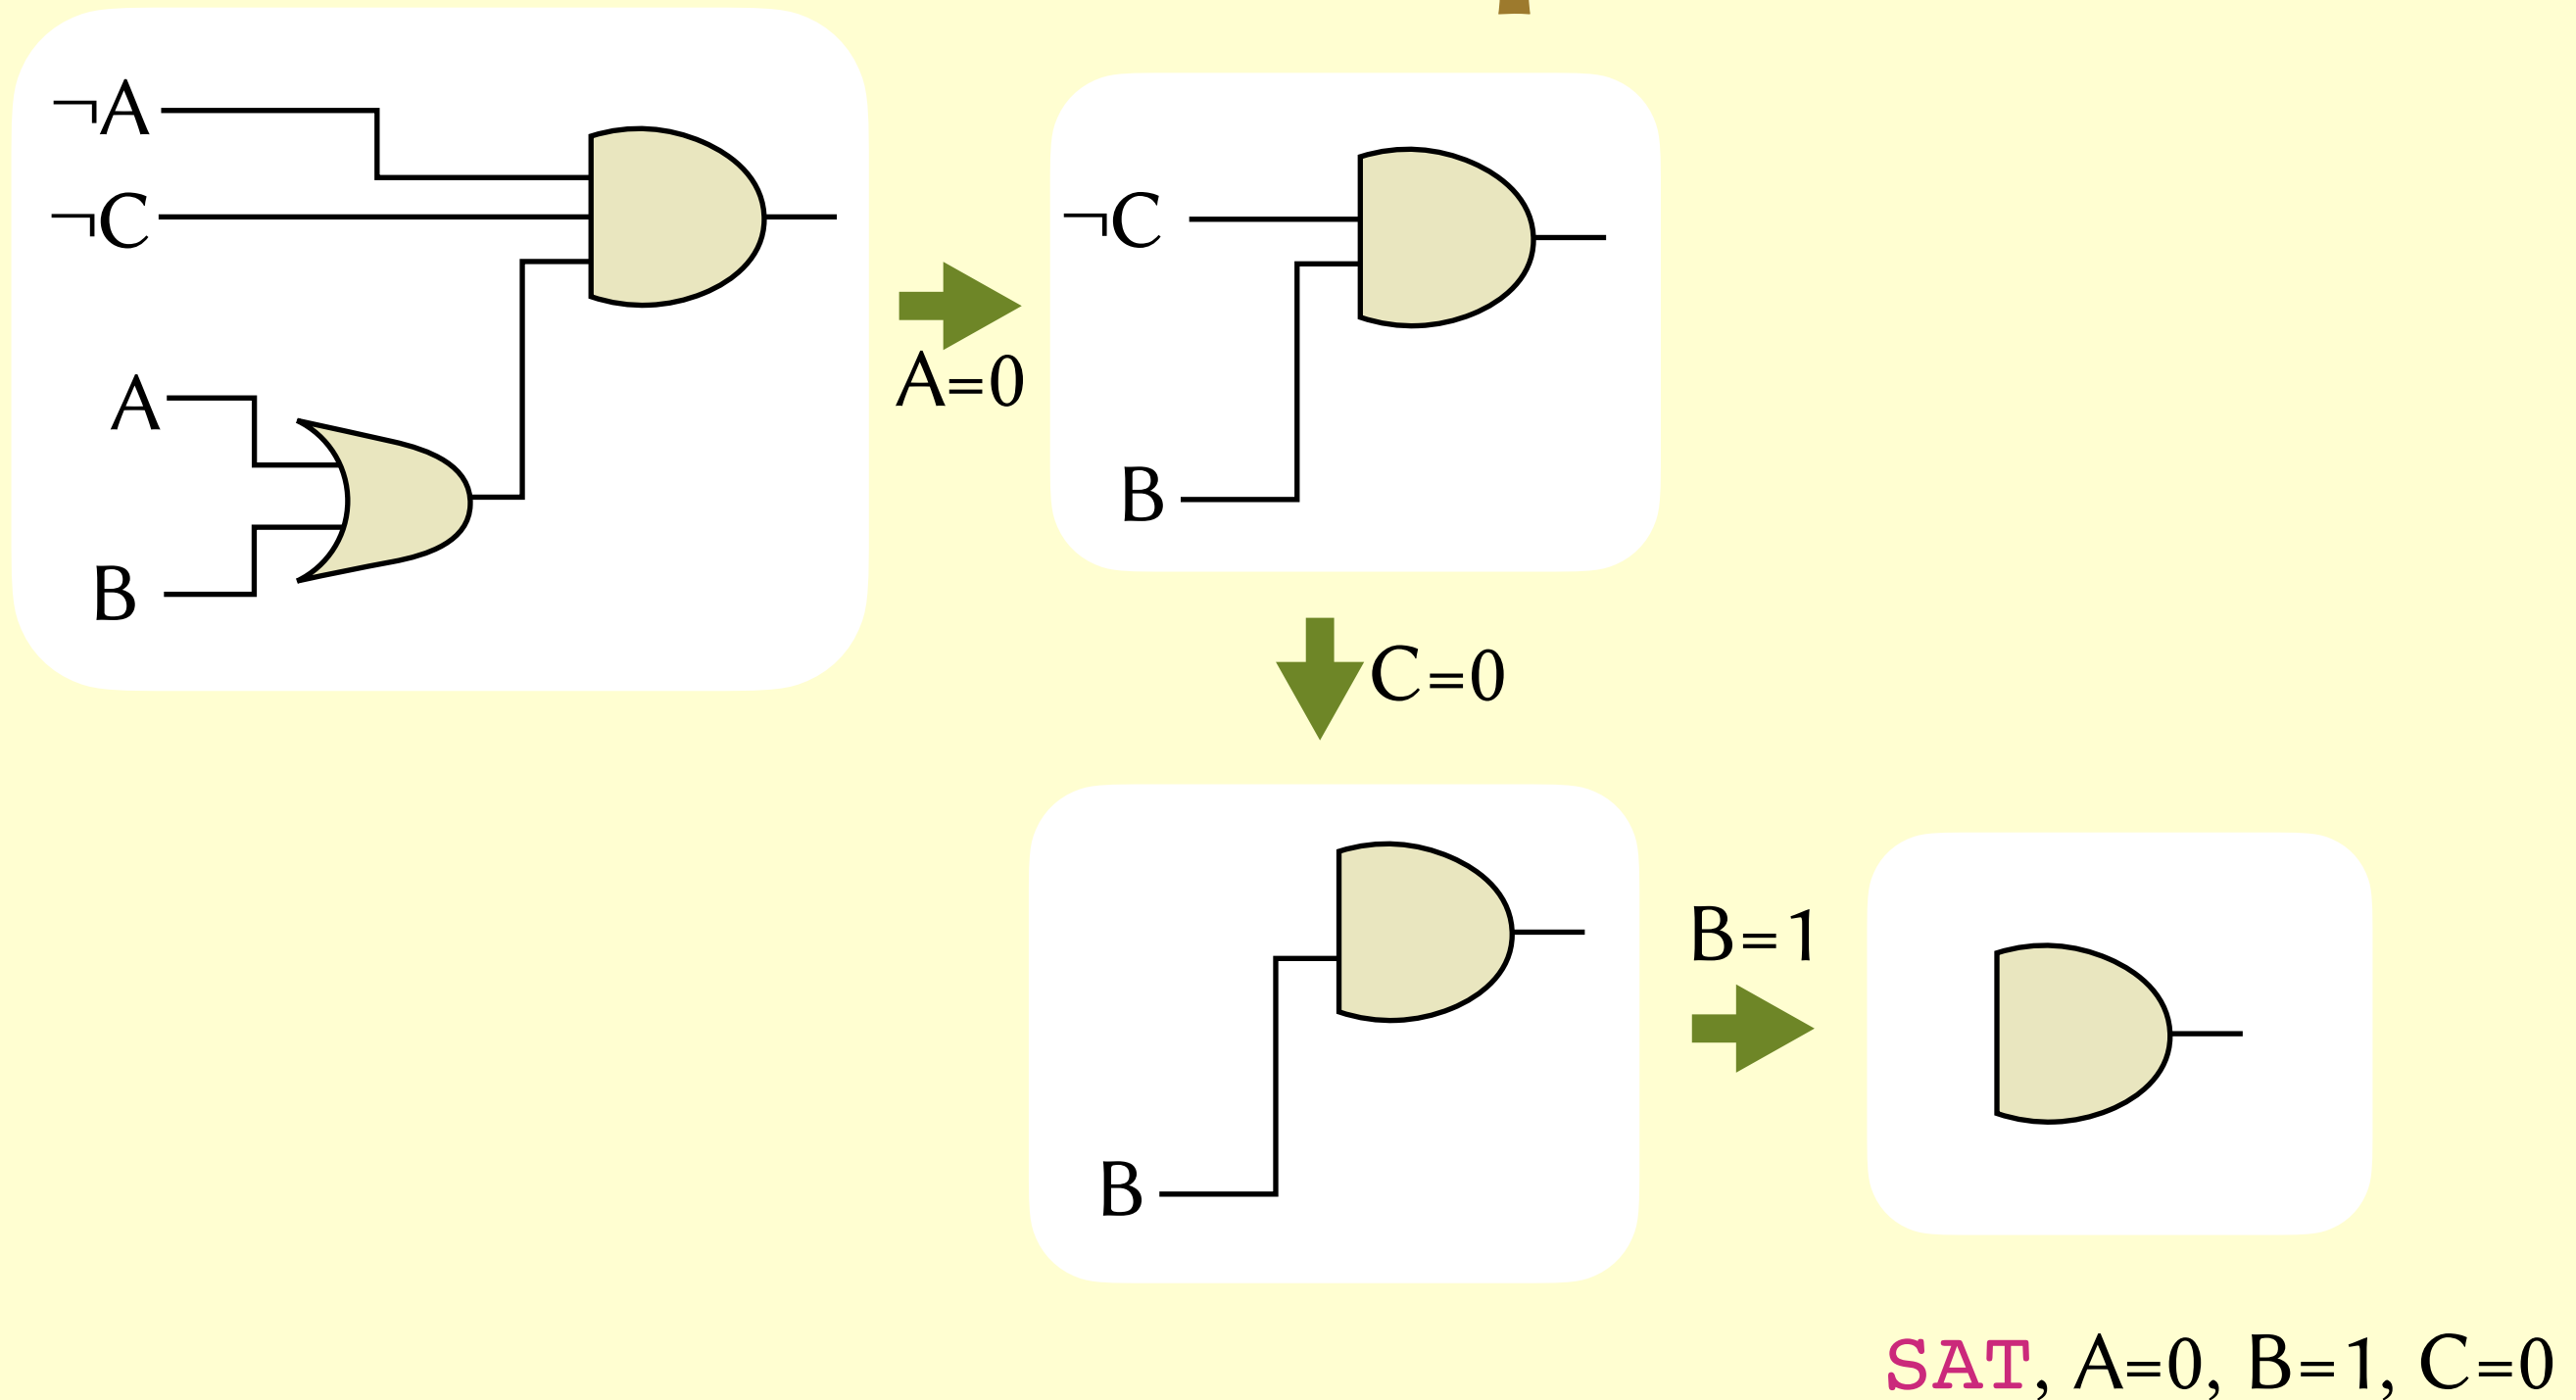 ¬A
¬C
A
B
A=0
¬C
B
C=0
B
B=1
SAT, A=0, B=1, C=0